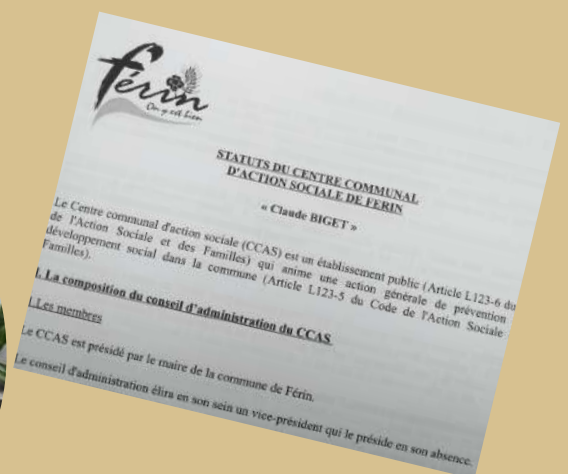 férin
On y est bien
STATUTS DU CENTRE COMMUNAL
D'ACTION SOCIALE DE FERIN
« Claude BIGET »
Le Centre communal d'action sociale (CCAS) est un établissement public (Article L123-6 du
de l'Action Sociale et des Familles) qui anime une action générale de prévention
développement social dans la commune (Article L123-5 du Code de l'Action Sociale
Familles).
I. La composition du conseil d'administration du CCAS
Les membres
Le CCAS est présidé par le maire de la commune de Férin.
Le conseil d'administration élira en son sein un vice-président qui le préside en son absence.